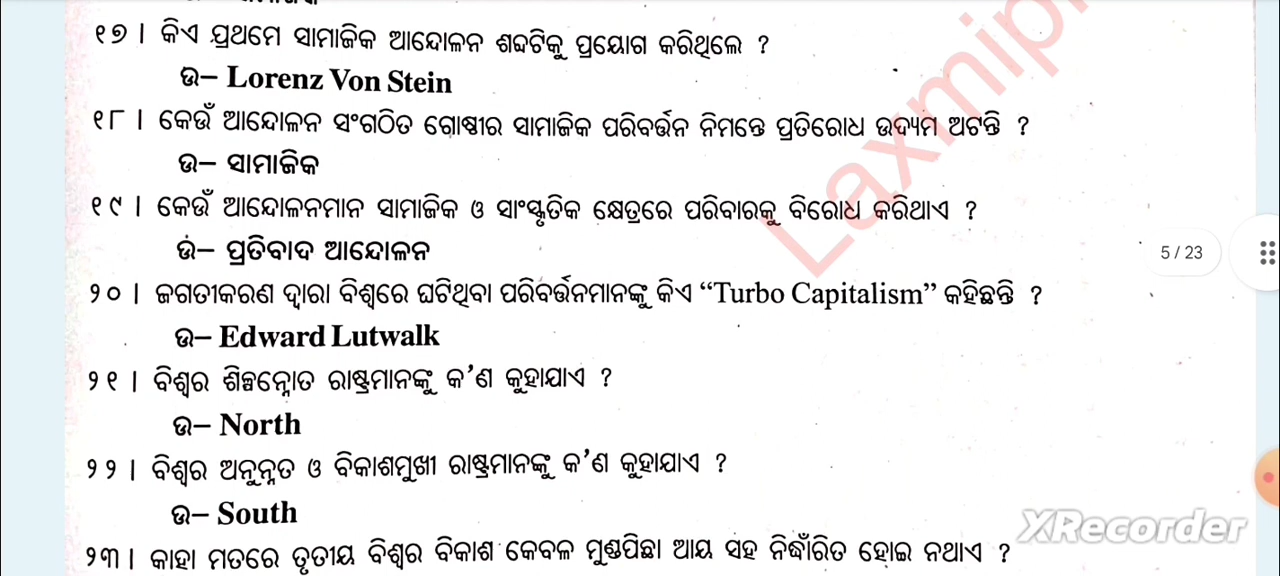 ୧୭ । କିଏ ପ୍ରଥମେ ସାମାଜିକ ଆନ୍ଦୋଳନ ଶବ୍ଦଟିକୁ ପ୍ରୟୋଗ କରିଥିଲେ ?
ଉ– Lorenz Von Stein
୧୮ । କେଉଁ ଆନ୍ଦୋଳନ ସଂଗଠିତ ଗୋଷ୍ଠୀର ସାମାଜିକ ପରିବର୍ତ୍ତନ ନିମନ୍ତେ ପ୍ରତିରୋଧ ଉଦ୍ୟମ ଅଟନ୍ତି ?
ଉ– ସାମାଜିକ
୧୯ । କେଉଁ ଆନ୍ଦୋଳନମାନ ସାମାଜିକ ଓ ସାଂସ୍କୃତିକ କ୍ଷେତ୍ରରେ ପରିବାରକୁ ବିରୋଧ କରିଥାଏ ?
ଉ– ପ୍ରତିବାଦ ଆନ୍ଦୋଳନ
୨୦ । ଜଗତୀକରଣ ଦ୍ୱାରା ବିଶ୍ୱରେ ଘଟିଥିବା ପରିବର୍ତ୍ତନମାନଙ୍କୁ କିଏ “Turbo Capitalism” କହିଛନ୍ତି ?
ଉ– Edward Lutwalk
୨୧ । ବିଶ୍ୱର ଶିଳ୍ପନ୍ନୋତ ରାଷ୍ଟ୍ରମାନଙ୍କୁ କ’ଣ କୁହାଯାଏ ?
ଉ– North
୨୨ । ବିଶ୍ୱର ଅନୁନ୍ନତ ଓ ବିକାଶମୁଖୀ ରାଷ୍ଟ୍ରମାନଙ୍କୁ କ’ଣ କୁହାଯାଏ ?
ଉ– South
୨୩ । କାହା ମତରେ ତୃତୀୟ ବିଶ୍ୱର ବିକାଶ କେବଳ ମୁଣ୍ଡପିଛା ଆୟ ସହ ନିର୍ଦ୍ଧାରିତ ହୋଇ ନଥାଏ ?
5 / 23
XRecorder